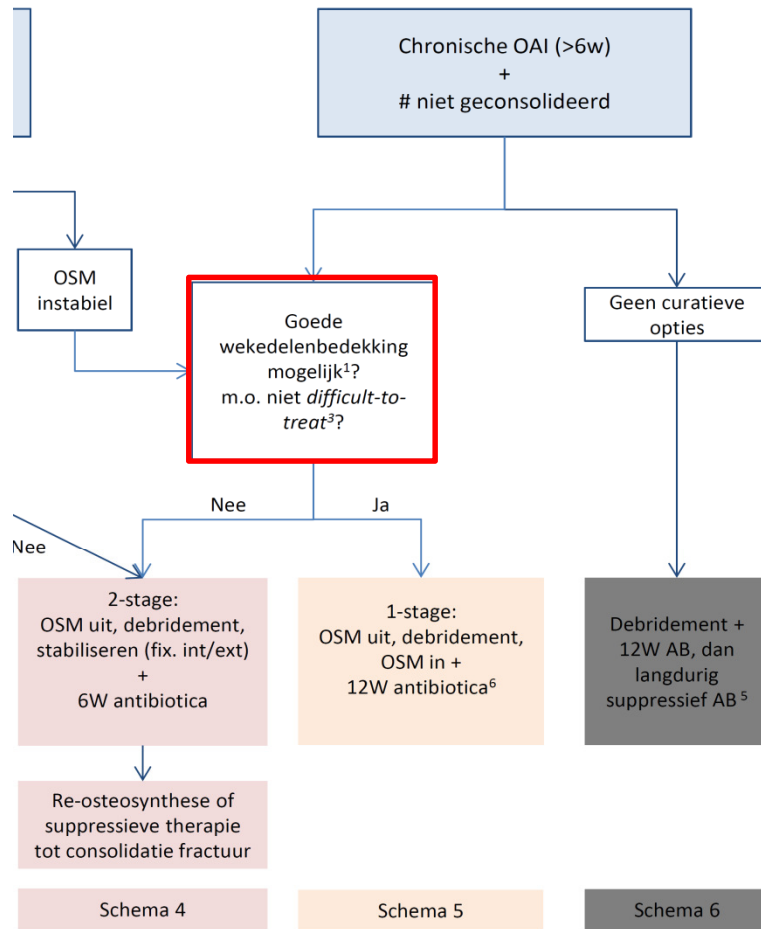 Chronische OAI (>6w)
+
# niet geconsolideerd
OSM
instabiel
Goede
wekedelenbedekking
mogelijk¹?
m.o. niet difficult-to-
treat³?
Geen curatieve
opties
Nee
Ja
Nee
2-stage:
OSM uit, debridement,
stabiliseren (fix. int/ext)
+
6W antibiotica
1-stage:
OSM uit, debridement,
OSM in +
12W antibiotica⁶
Debridement +
12W AB, dan
langdurig
suppressief AB ⁵
Re-osteosynthese of
suppressieve therapie
tot consolidatie fractuur
Schema 4
Schema 5
Schema 6